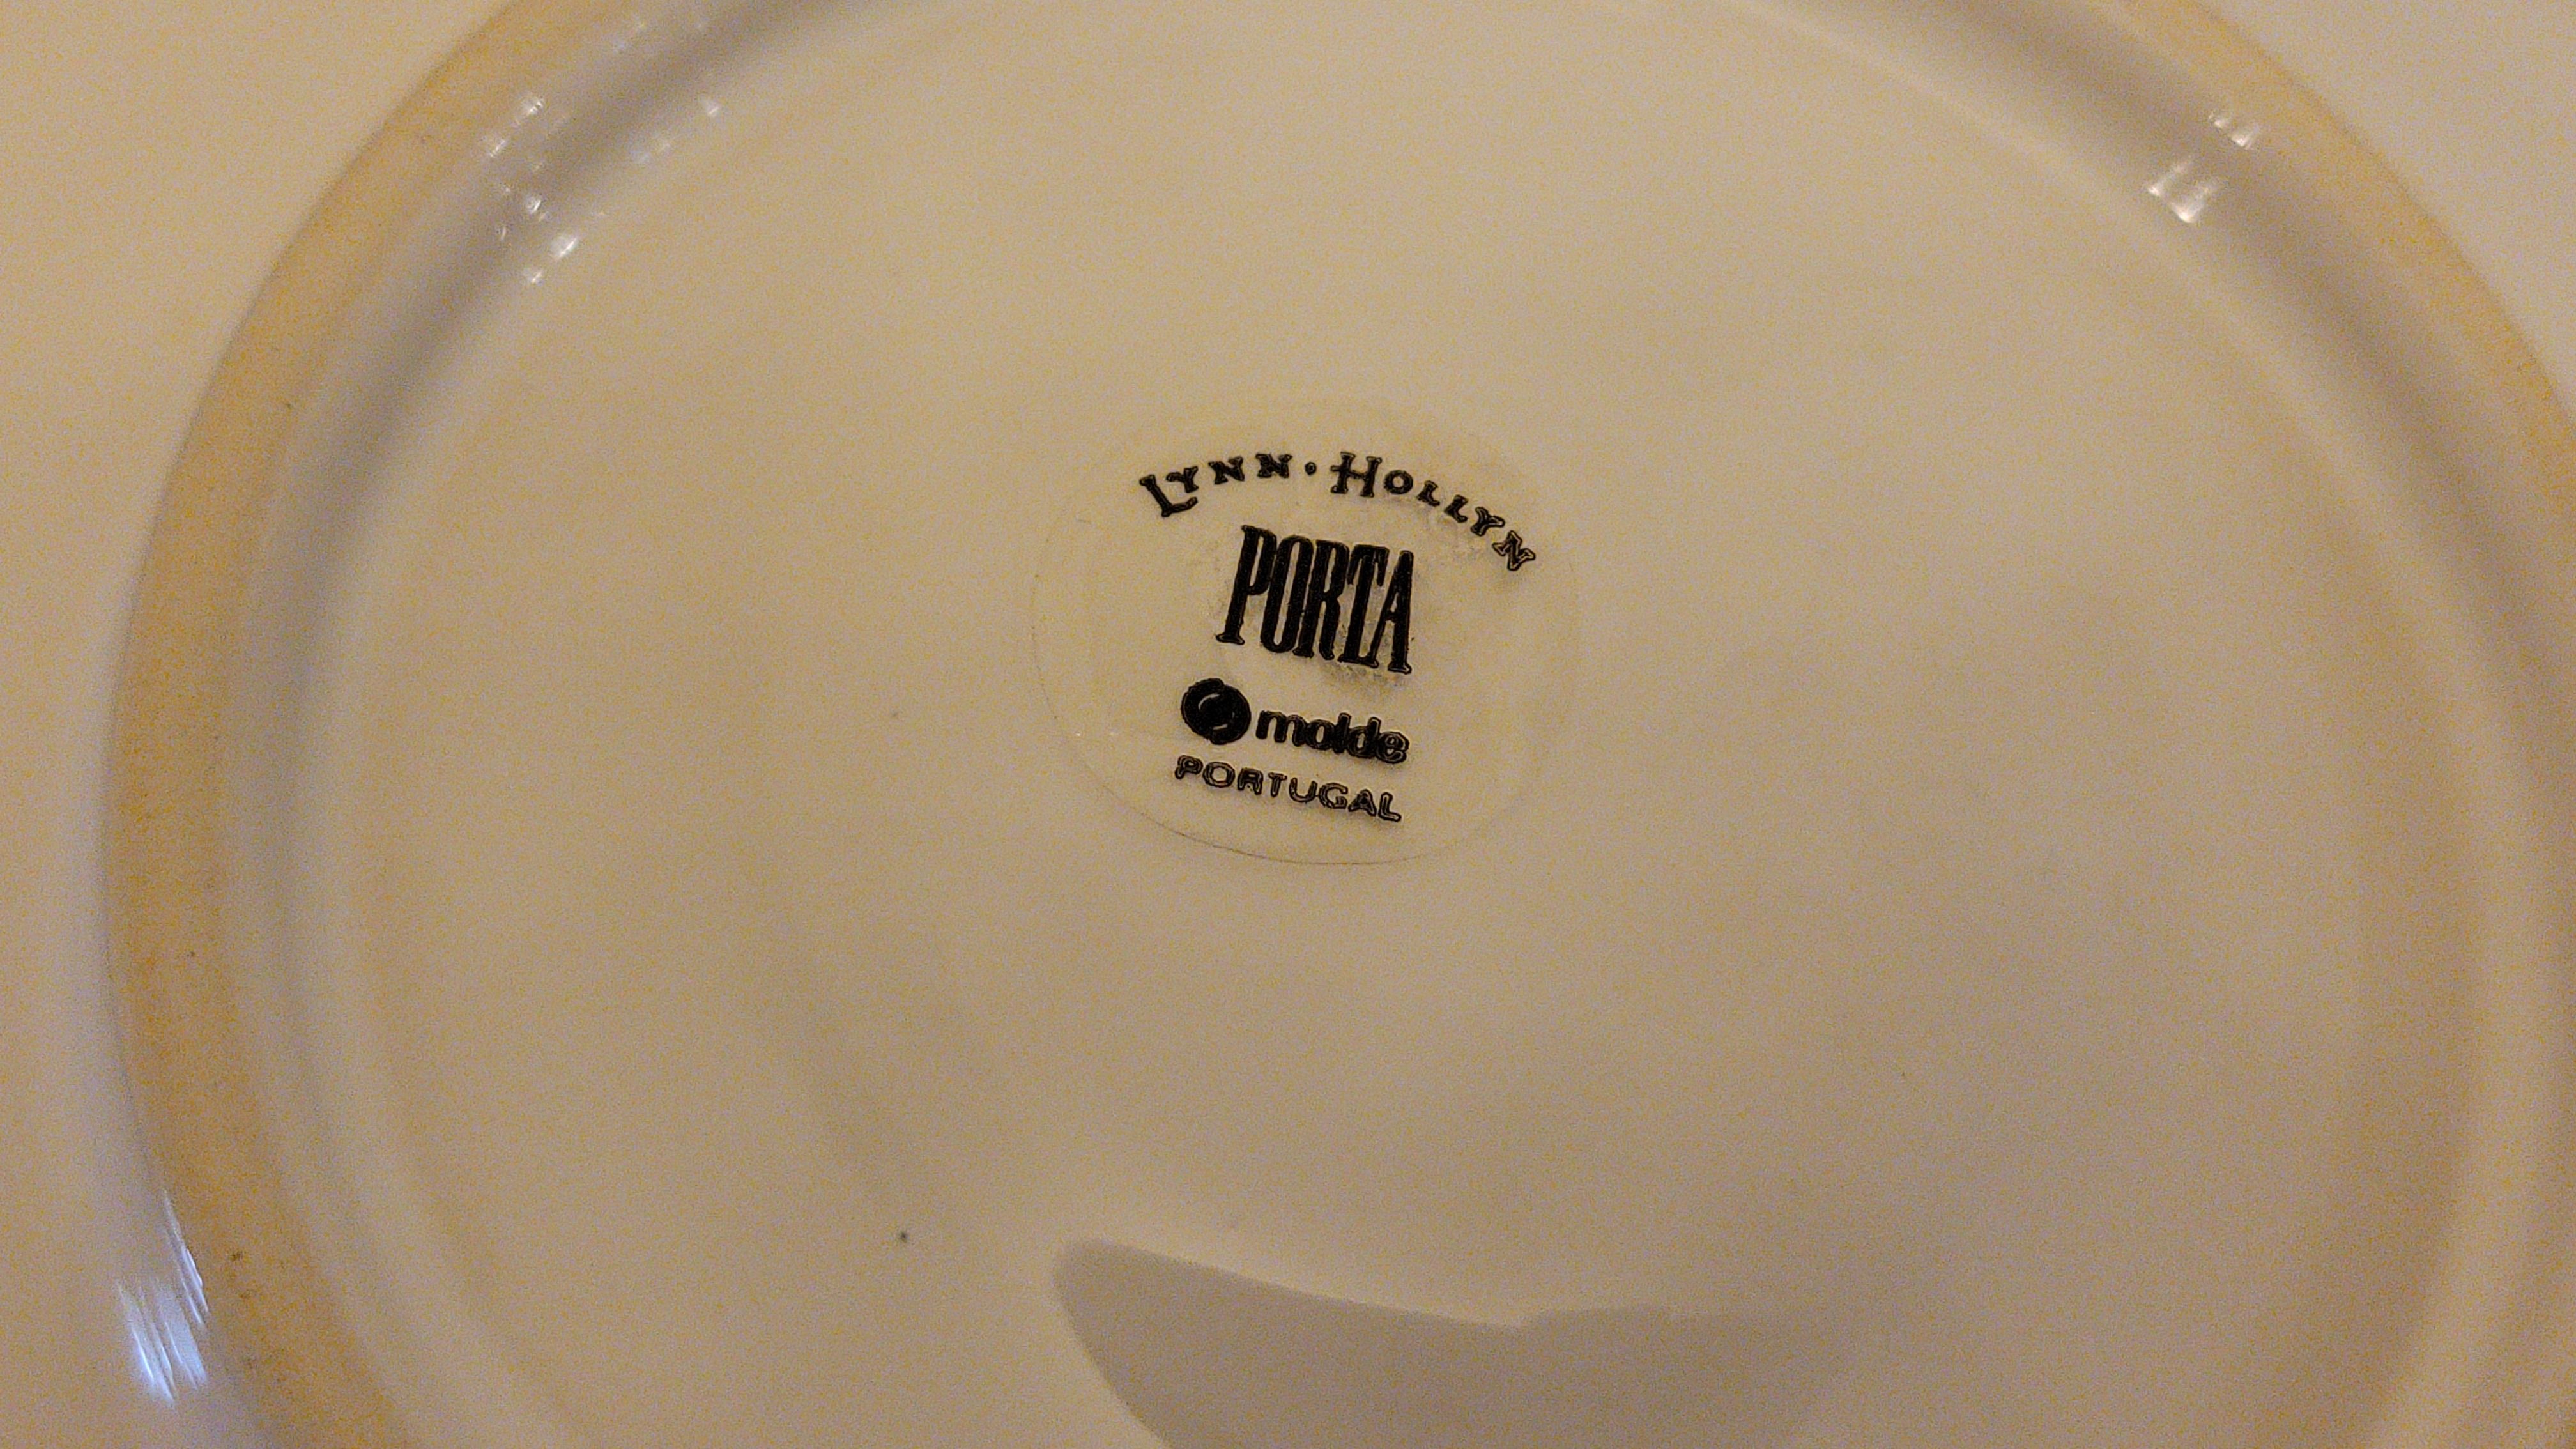 LYNN · HOLLYN
PORTA
molde
PORTUGAL